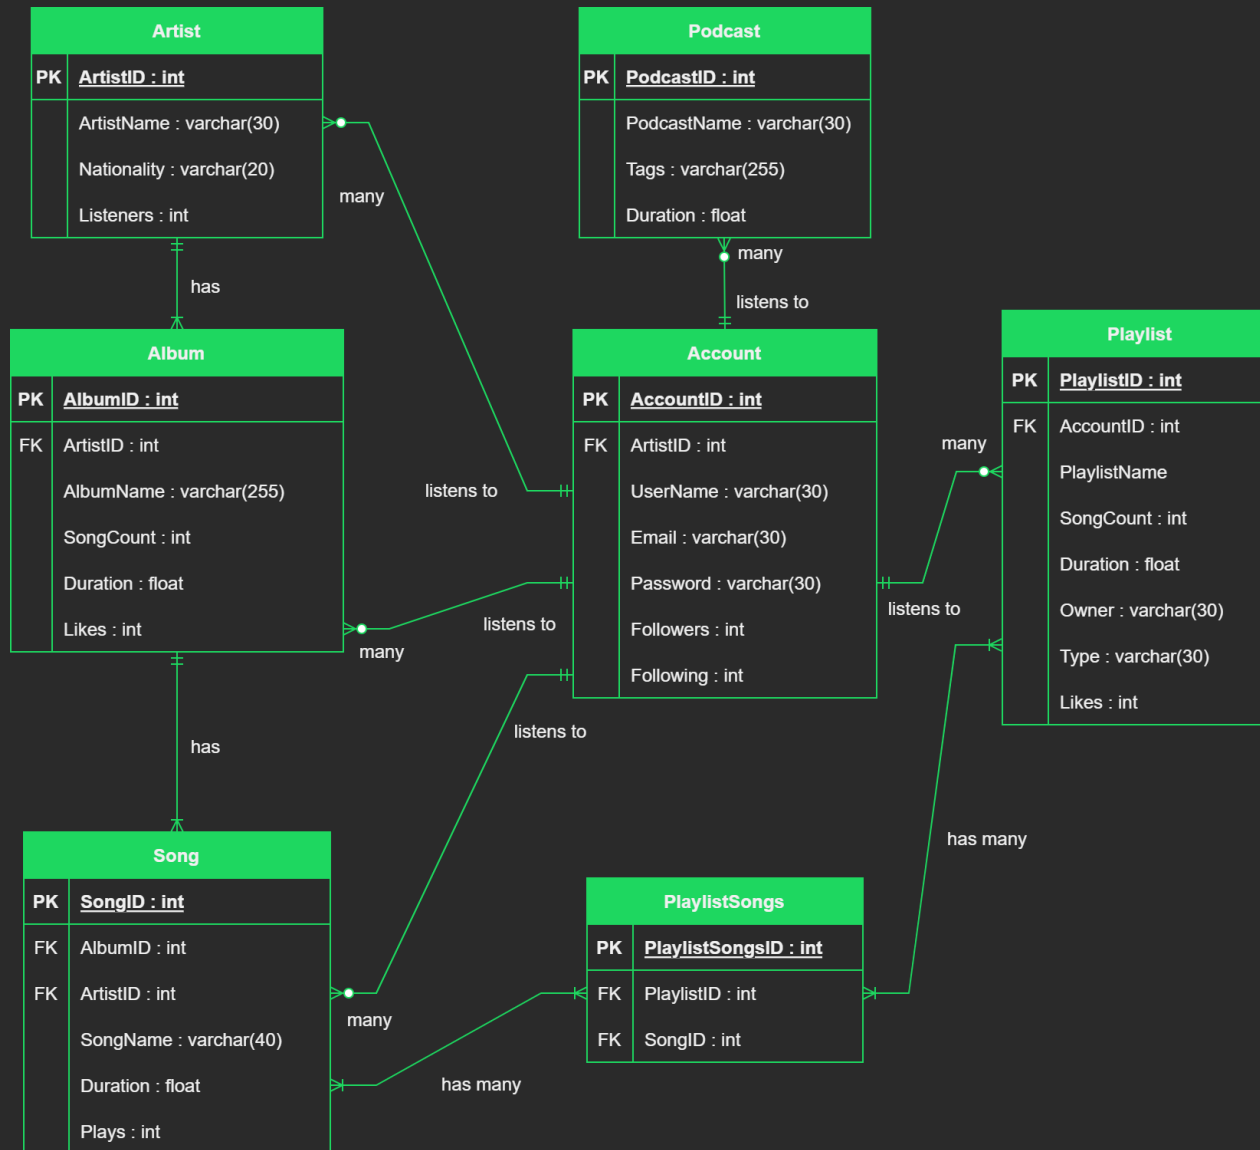 Artist
PK ArtistID : int
ArtistName : varchar(30)
Nationality : varchar(20)
Listeners : int
Podcast
PK PodcastID : int
PodcastName : varchar(30)
Tags : varchar(255)
Duration : float
many
many
has
listens to
Album
PK AlbumID : int
FK ArtistID : int
AlbumName : varchar(255)
SongCount : int
Duration : float
Likes : int
Account
PK AccountID : int
FK ArtistID : int
UserName : varchar(30)
Email : varchar(30)
Password : varchar(30)
Followers : int
Following : int
Playlist
PK PlaylistID : int
FK AccountID : int
PlaylistName
SongCount : int
Duration : float
Owner : varchar(30)
Type : varchar(30)
Likes : int
many
listens to
listens to
listens to
many
listens to
has
has many
Song
PK SongID : int
FK AlbumID : int
FK ArtistID : int
SongName : varchar(40)
Duration : float
Plays : int
many
has many
PlaylistSongs
PK PlaylistSongsID : int
FK PlaylistID : int
FK SongID : int